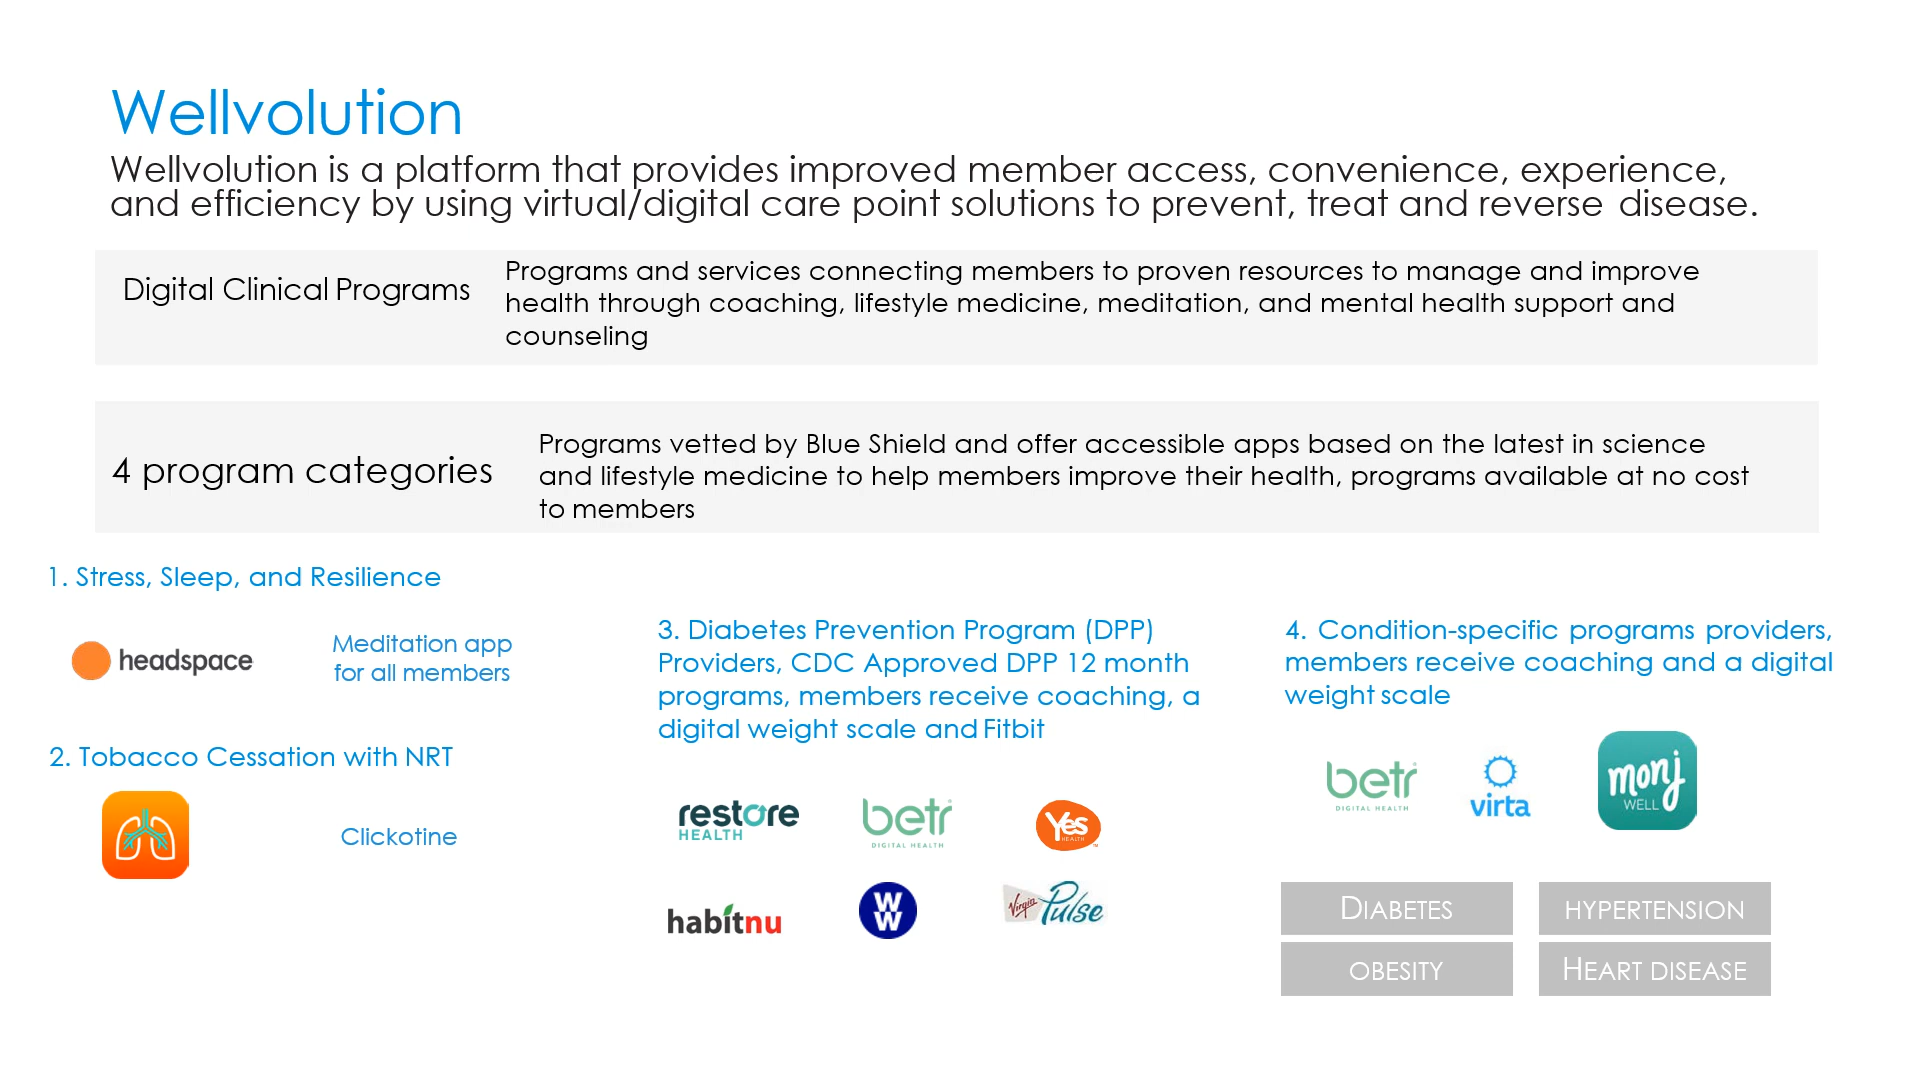 Wellvolution
Wellvolution is a platform that provides improved member access, convenience, experience,
and efficiency by using virtual/digital care point solutions to prevent, treat and reverse disease.
Digital Clinical Programs
Programs and services connecting members to proven resources to manage and improve
health through coaching, lifestyle medicine, meditation, and mental health support and
counseling
4 program categories
Programs vetted by Blue Shield and offer accessible apps based on the latest in science
and lifestyle medicine to help members improve their health, programs available at no cost
to members
1. Stress, Sleep, and Resilience
headspace
Meditation app
for all members
2. Tobacco Cessation with NRT
Clickotine
3. Diabetes Prevention Program (DPP)
Providers, CDC Approved DPP 12 month
programs, members receive coaching, a
digital weight scale and Fitbit
restore
HEALTH
betr
DIGITAL HEALTH
Yes
HEALTH
TM
habitnu
W
W
Virgin Pulse
4. Condition-specific programs providers,
members receive coaching and a digital
weight scale
betr
DIGITAL HEALTH
virta
monj
WELL
DIABETES
HYPERTENSION
OBESITY
HEART DISEASE